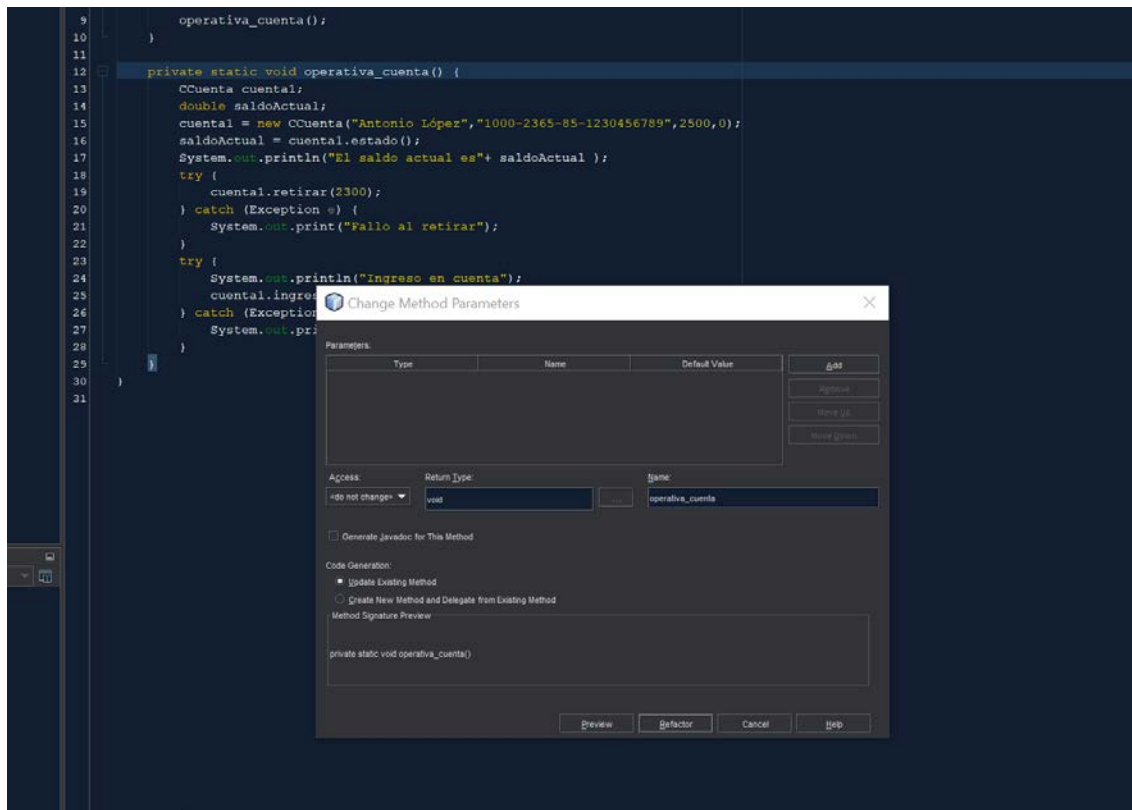 9 operativa_cuenta();
10 }
11
12 private static void operativa_cuenta() {
13 CCuenta cuenta1;
14 double saldoActual;
15 cuenta1 = new CCuenta("Antonio López","1000-2365-85-1230456789",2500,0);
16 saldoActual = cuenta1.estado();
17 System.out.println("El saldo actual es"+ saldoActual );
18 try {
19 cuenta1.retirar(2300);
20 } catch (Exception e) {
21 System.out.print("Fallo al retirar");
22 }
23 try {
24 System.out.println("Ingreso en cuenta");
25 cuenta1.ingres
26 } catch (Exception
27 System.out.pri
28 }
29 }
30 }
31
Change Method Parameters
Parameters:
Type Name Default Value
Add
Remove
Move Up
Move Down
Access: Return Type: Name:
<do not change> void ... operativa_cuenta
Generate Javadoc for This Method
Code Generation:
Update Existing Method
Create New Method and Delegate from Existing Method
Method Signature Preview
private static void operativa_cuenta()
Preview Refactor Cancel Help